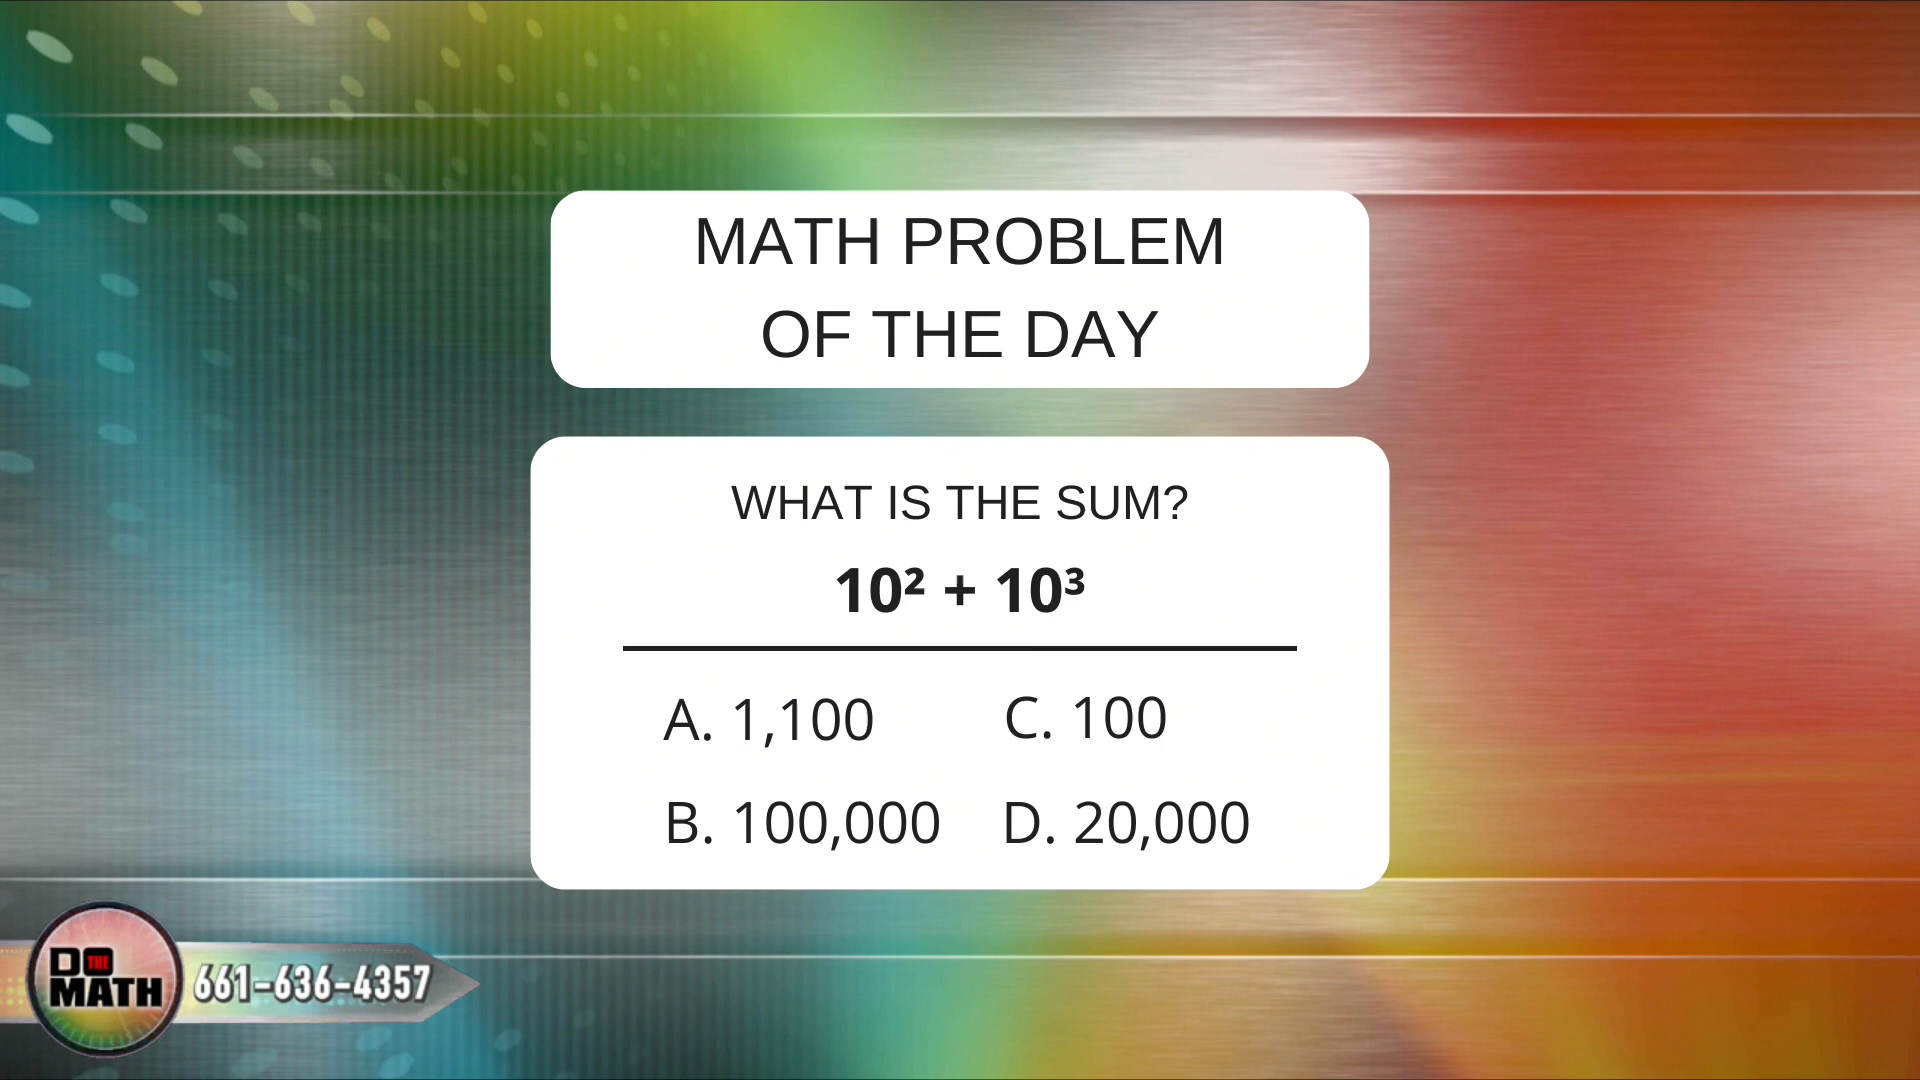 MATH PROBLEM
OF THE DAY
WHAT IS THE SUM?
10² + 10³
A. 1,100
C. 100
B. 100,000
D. 20,000
DO THE
MATH
661-636-4357